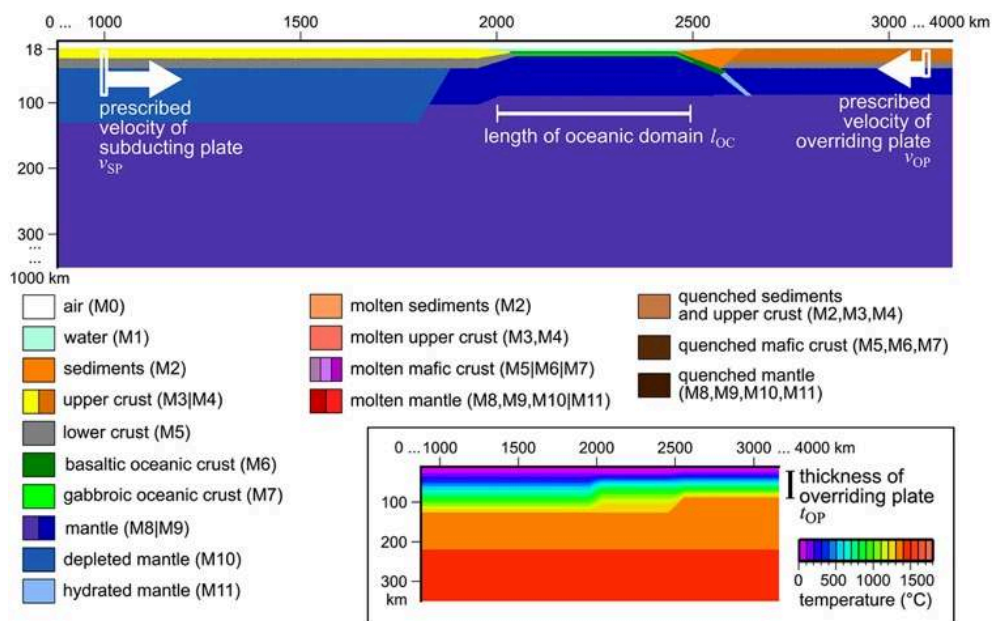 0 ... 1000 1500 2000 2500 3000 ... 4000 km
18
100
200
300
...
...
1000 km
prescribed
velocity of
subducting plate
vSP
length of oceanic domain lOC
prescribed
velocity of
overriding plate
vOP
air (M0)
water (M1)
sediments (M2)
upper crust (M3|M4)
lower crust (M5)
basaltic oceanic crust (M6)
gabbroic oceanic crust (M7)
mantle (M8|M9)
depleted mantle (M10)
hydrated mantle (M11)
molten sediments (M2)
molten upper crust (M3,M4)
molten mafic crust (M5|M6|M7)
molten mantle (M8,M9,M10|M11)
quenched sediments
and upper crust (M2,M3,M4)
quenched mafic crust (M5,M6,M7)
quenched mantle
(M8,M9,M10,M11)
0 ... 1000 1500 2000 2500 3000 ... 4000 km
100
200
300
km
thickness of
overriding plate
tOP
0 500 1000 1500
temperature (°C)